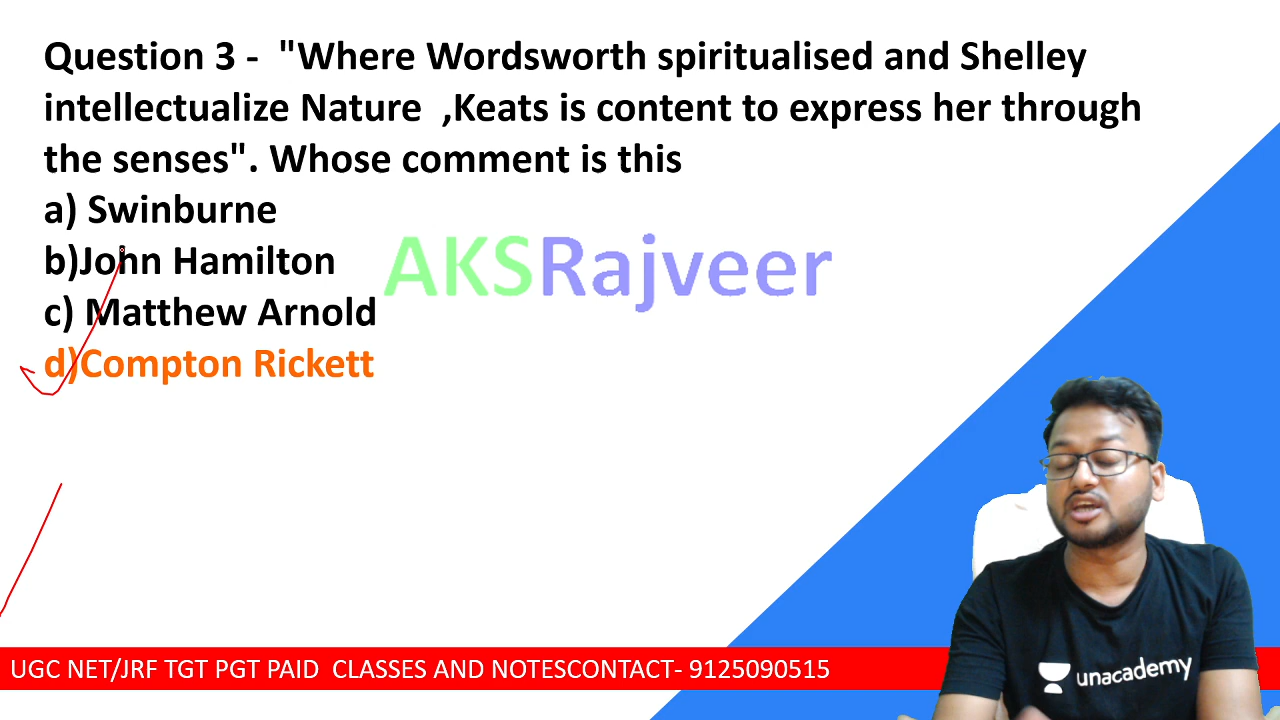 Question 3 - "Where Wordsworth spiritualised and Shelley
intellectualize Nature ,Keats is content to express her through
the senses". Whose comment is this
a) Swinburne
b)John Hamilton
c) Matthew Arnold
d)Compton Rickett
AKSRajveer
unacademy
UGC NET/JRF TGT PGT PAID CLASSES AND NOTESCONTACT- 9125090515